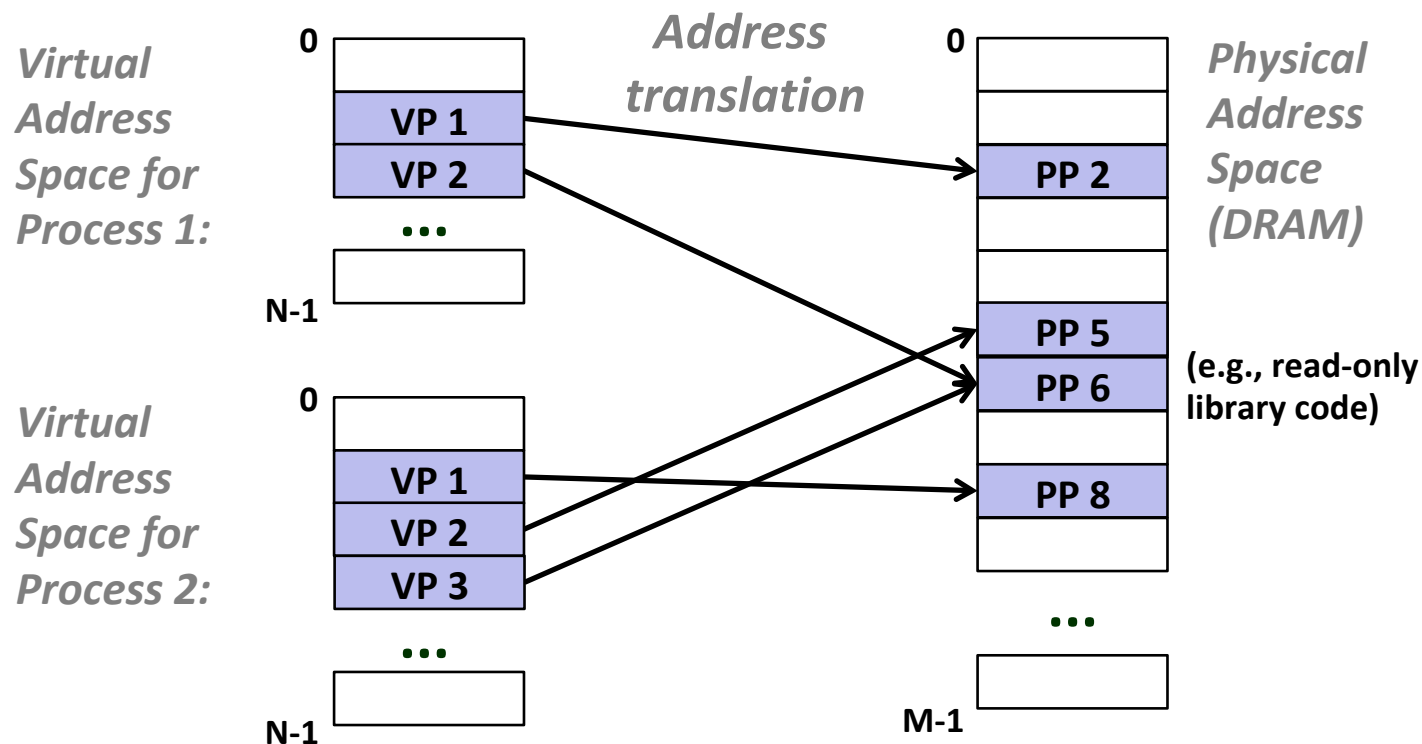 Virtual
Address
Space for
Process 1:
0
VP 1
VP 2
...
N-1
Address
translation
0
PP 2
PP 5
PP 6
PP 8
...
M-1
Physical
Address
Space
(DRAM)
(e.g., read-only
library code)
Virtual
Address
Space for
Process 2:
0
VP 1
VP 2
VP 3
...
N-1